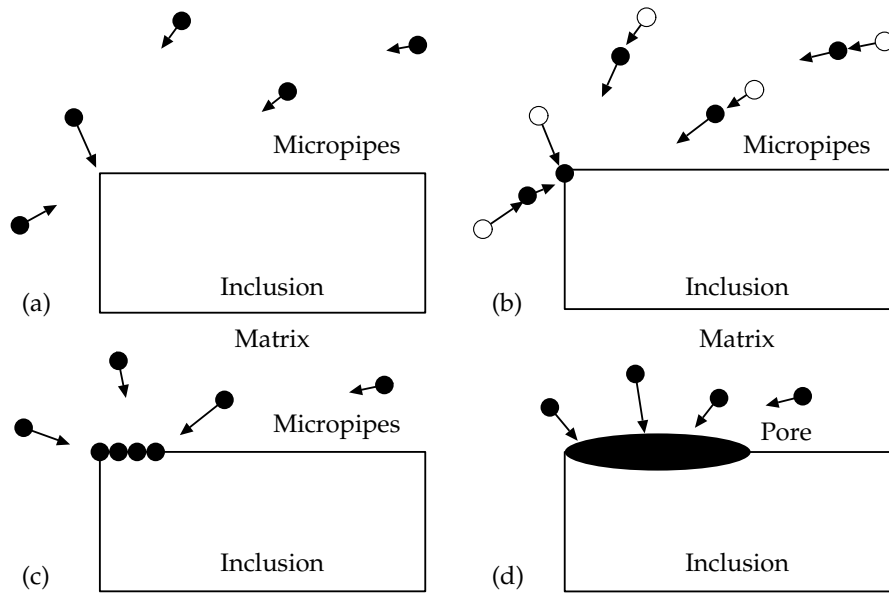 Micropipes
Inclusion
(a)
Matrix
Micropipes
Inclusion
(b)
Matrix
Micropipes
Inclusion
(c)
Pore
Inclusion
(d)